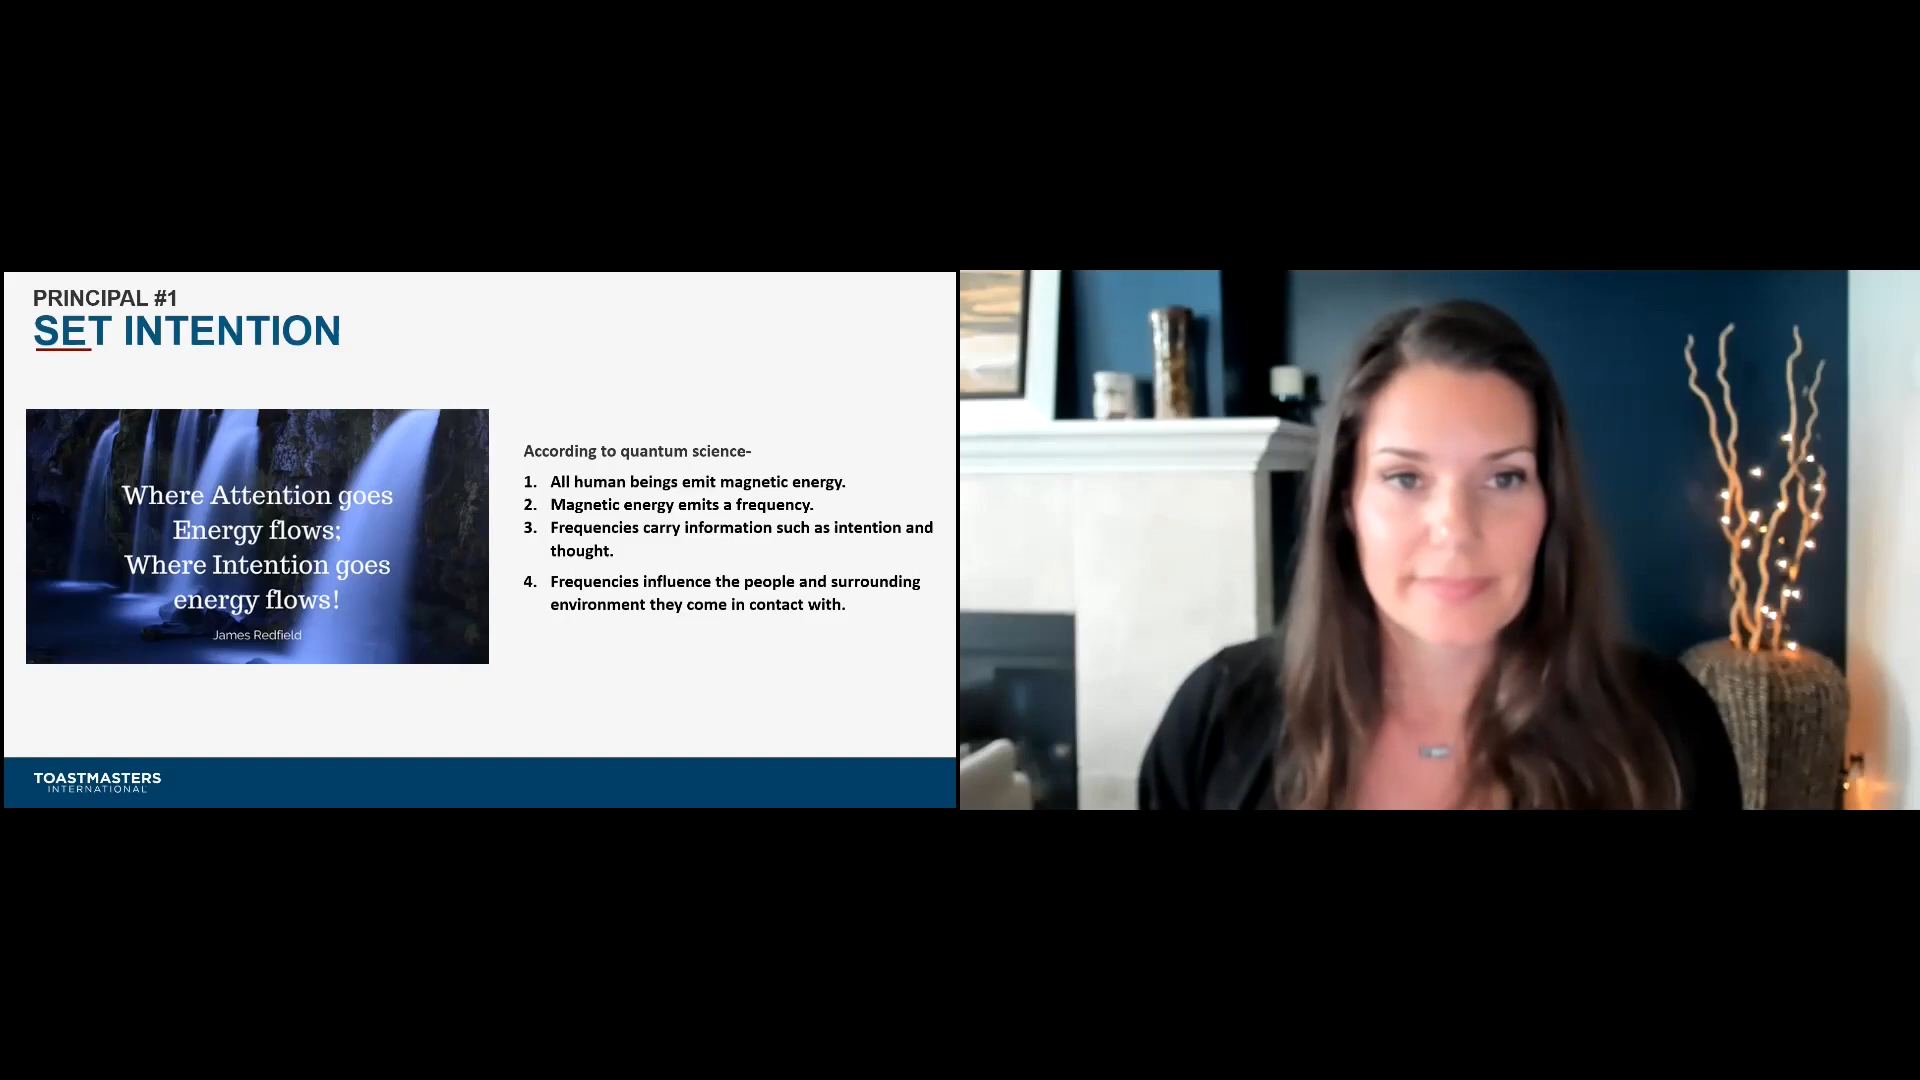 PRINCIPAL #1
SET INTENTION
Where Attention goes
Energy flows;
Where Intention goes
energy flows!
James Redfield
According to quantum science-
1. All human beings emit magnetic energy.
2. Magnetic energy emits a frequency.
3. Frequencies carry information such as intention and
thought.
4. Frequencies influence the people and surrounding
environment they come in contact with.
TOASTMASTERS
INTERNATIONAL